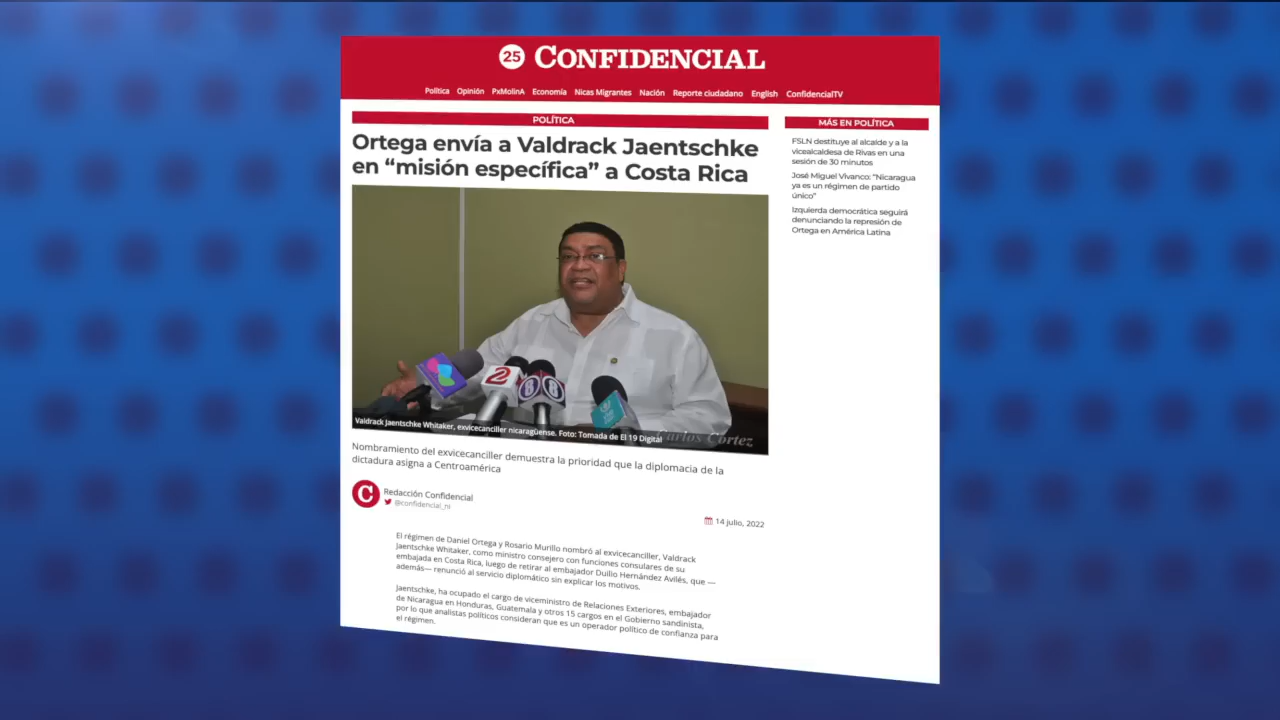 25 CONFIDENCIAL
Política Opinión PxMolinA Economía Nicas Migrantes Nación Reporte ciudadano English ConfidencialTV
POLÍTICA
Ortega envía a Valdrack Jaentschke
en “misión específica” a Costa Rica
2
8 8
Valdrack Jaentschke Whitaker, exvicecanciller nicaragüense. Foto: Tomada de El 19 Digital
Carlos Cortez
Nombramiento del exvicecanciller demuestra la prioridad que la diplomacia de la
dictadura asigna a Centroamérica
C
Redacción Confidencial
@confidencial_ni
14 julio, 2022
El régimen de Daniel Ortega y Rosario Murillo nombró al exvicecanciller, Valdrack
Jaentschke Whitaker, como ministro consejero con funciones consulares de su
embajada en Costa Rica, luego de retirar al embajador Duilio Hernández Avilés, que —
además— renunció al servicio diplomático sin explicar los motivos.
Jaentschke, ha ocupado el cargo de viceministro de Relaciones Exteriores, embajador
de Nicaragua en Honduras, Guatemala y otros 15 cargos en el Gobierno sandinista,
por lo que analistas políticos consideran que es un operador político de confianza para
el régimen.
MÁS EN POLÍTICA
FSLN destituye al alcalde y a la
vicealcaldesa de Rivas en una
sesión de 30 minutos
José Miguel Vivanco: “Nicaragua
ya es un régimen de partido
único”
Izquierda democrática seguirá
denunciando la represión de
Ortega en América Latina